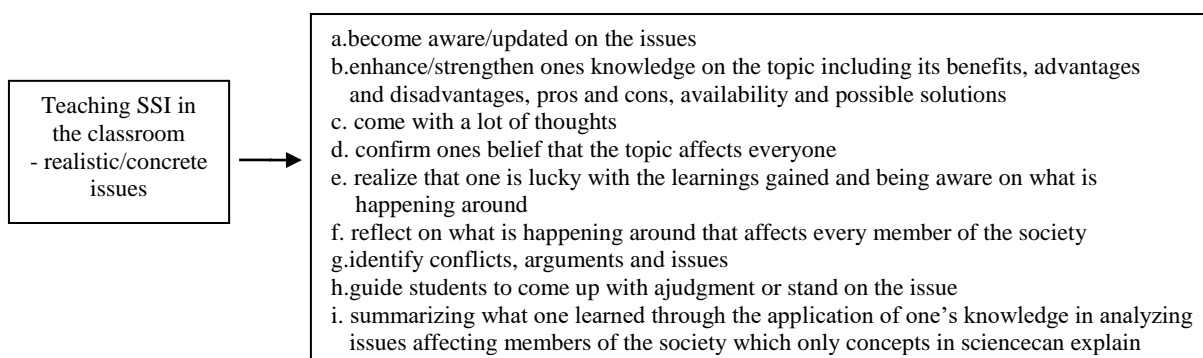 Teaching SSI in
the classroom
- realistic/concrete
issues
a.become aware/updated on the issues
b.enhance/strengthen ones knowledge on the topic including its benefits, advantages
and disadvantages, pros and cons, availability and possible solutions
c. come with a lot of thoughts
d. confirm ones belief that the topic affects everyone
e. realize that one is lucky with the learnings gained and being aware on what is
happening around
f. reflect on what is happening around that affects every member of the society
g.identify conflicts, arguments and issues
h.guide students to come up with ajudgment or stand on the issue
i. summarizing what one learned through the application of one’s knowledge in analyzing
issues affecting members of the society which only concepts in sciencecan explain